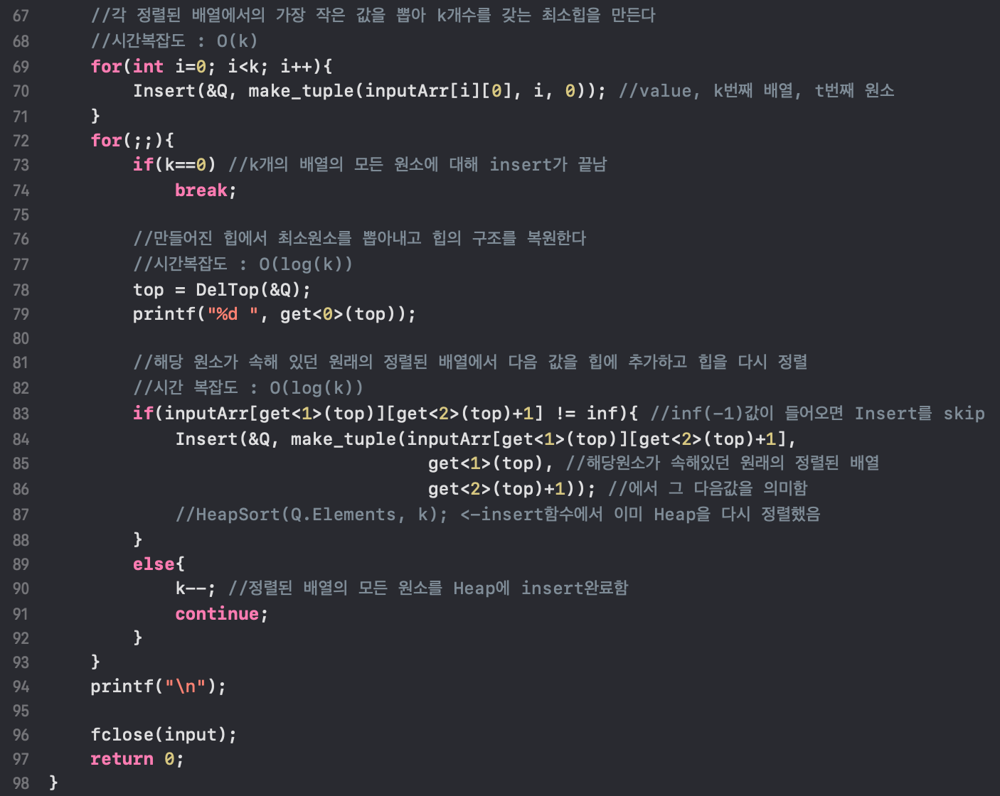 67 //각 정렬된 배열에서의 가장 작은 값을 뽑아 k개수를 갖는 최소힙을 만든다
68 //시간복잡도 : O(k)
69 for(int i=0; i<k; i++){
70 Insert(&Q, make_tuple(inputArr[i][0], i, 0)); //value, k번째 배열, t번째 원소
71 }
72 for(;;){
73 if(k==0) //k개의 배열의 모든 원소에 대해 insert가 끝남
74 break;
75
76 //만들어진 힙에서 최소원소를 뽑아내고 힙의 구조를 복원한다
77 //시간복잡도 : O(log(k))
78 top = DelTop(&Q);
79 printf("%d ", get<0>(top));
80
81 //해당 원소가 속해 있던 원래의 정렬된 배열에서 다음 값을 힙에 추가하고 힙을 다시 정렬
82 //시간 복잡도 : O(log(k))
83 if(inputArr[get<1>(top)][get<2>(top)+1] != inf){ //inf(-1)값이 들어오면 Insert를 skip
84 Insert(&Q, make_tuple(inputArr[get<1>(top)][get<2>(top)+1],
85 get<1>(top), //해당원소가 속해있던 원래의 정렬된 배열
86 get<2>(top)+1)); //에서 그 다음값을 의미함
87 //HeapSort(Q.Elements, k); <-insert함수에서 이미 Heap을 다시 정렬했음
88 }
89 else{
90 k--; //정렬된 배열의 모든 원소를 Heap에 insert완료함
91 continue;
92 }
93 }
94 printf("\n");
95
96 fclose(input);
97 return 0;
98 }